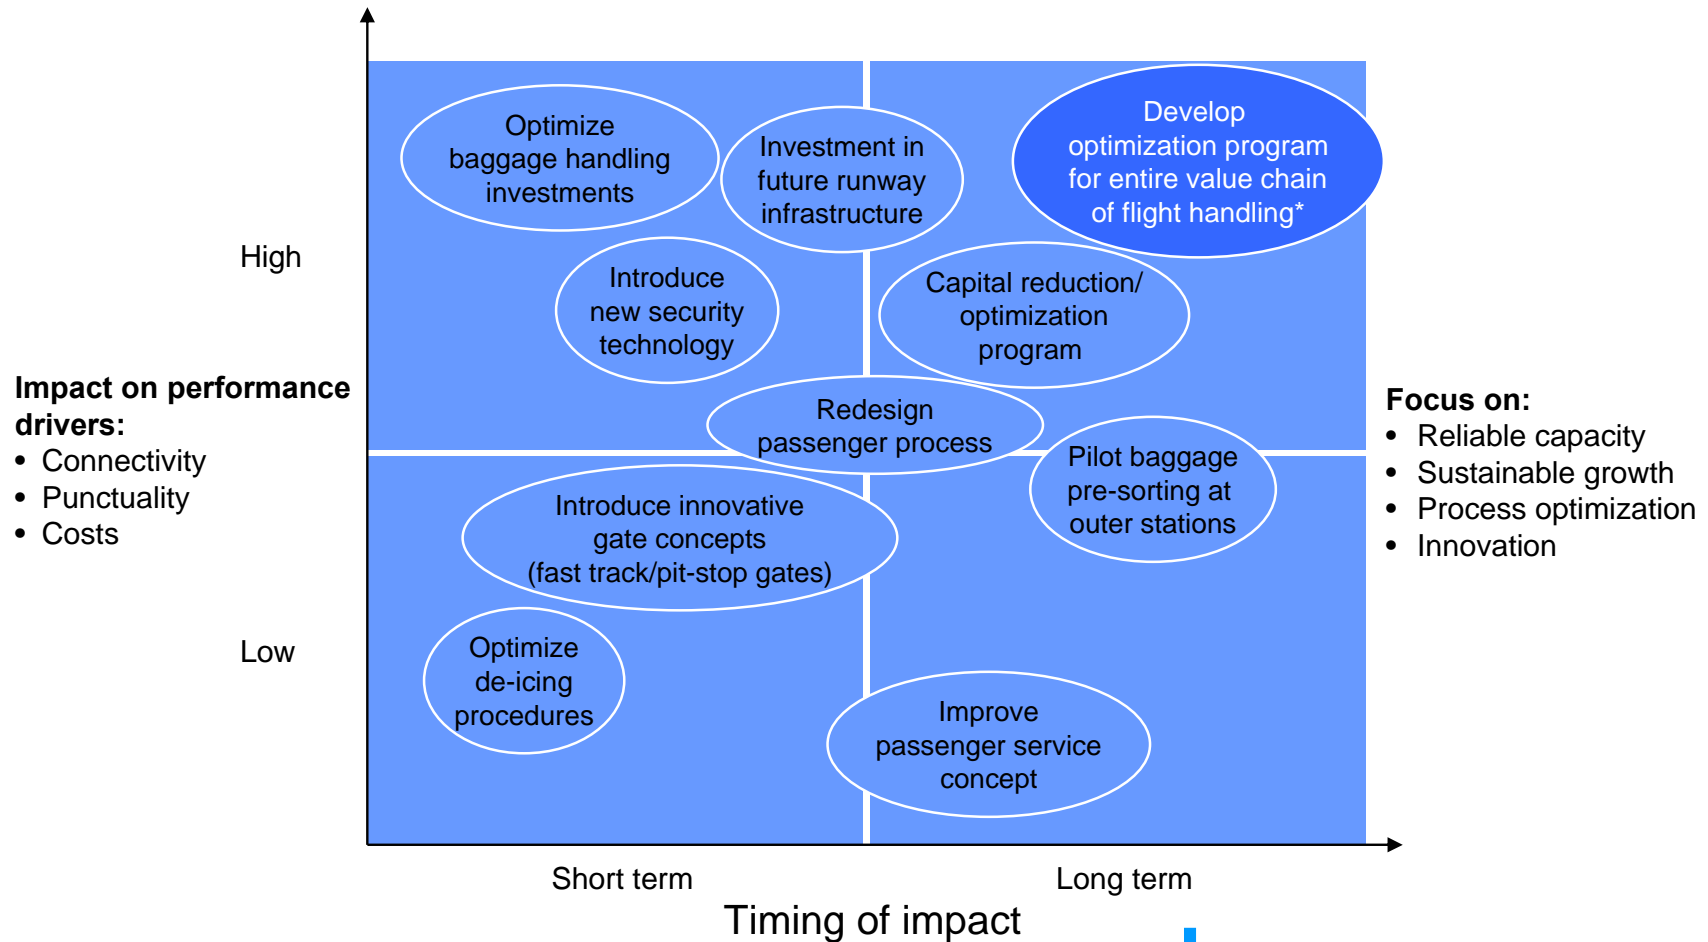 Optimize
baggage handling
investments
Investment in
future runway
infrastructure
Develop
optimization program
for entire value chain
of flight handling*
High
Introduce
new security
technology
Capital reduction/
optimization
program
Impact on performance
drivers:
• Connectivity
• Punctuality
• Costs
Redesign
passenger process
Focus on:
• Reliable capacity
• Sustainable growth
• Process optimization
• Innovation
Pilot baggage
pre-sorting at
outer stations
Introduce innovative
gate concepts
(fast track/pit-stop gates)
Low
Optimize
de-icing
procedures
Improve
passenger service
concept
Short term
Long term
Timing of impact